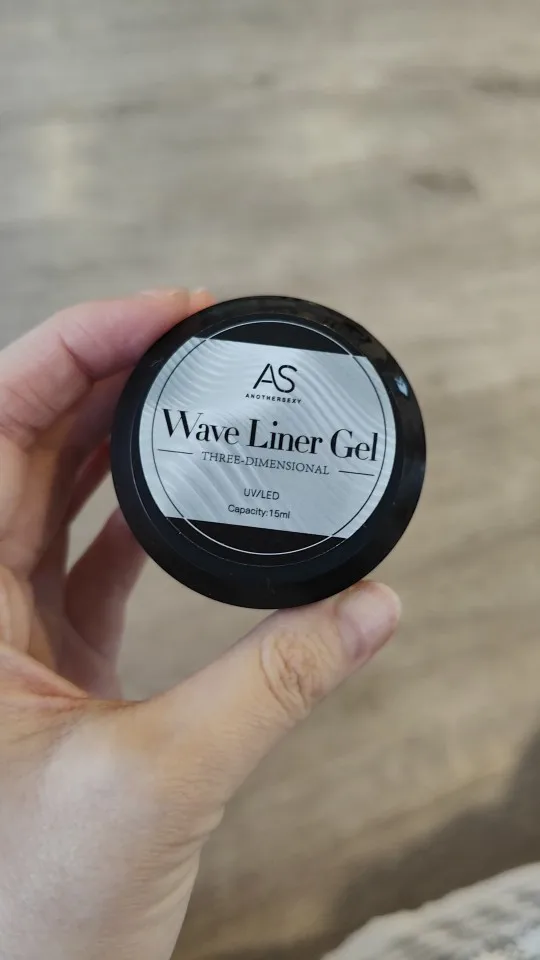 AS
ANOTHERSEXY
Wave Liner Gel
THREE-DIMENSIONAL
UV/LED
Capacity:15ml